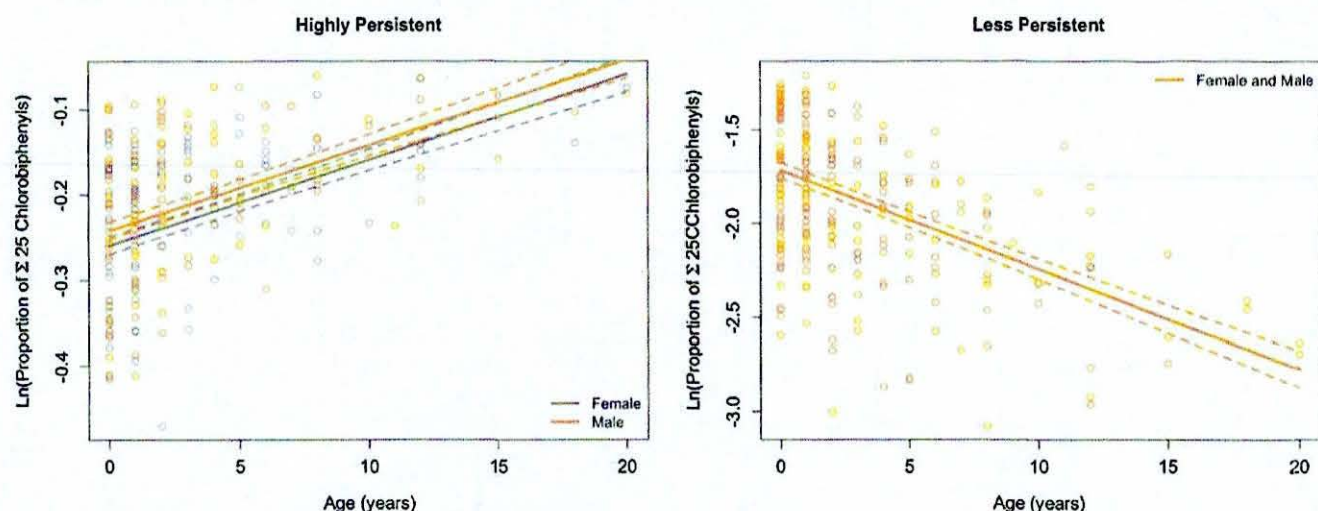 Highly Persistent
Ln(Proportion of Σ 25 Chlorobiphenyls)
-0.1
-0.2
-0.3
-0.4
0 5 10 15 20
Age (years)
Female
Male
Less Persistent
Ln(Proportion of Σ 25CChlorobiphenyls)
-1.5
-2.0
-2.5
-3.0
0 5 10 15 20
Age (years)
Female and Male